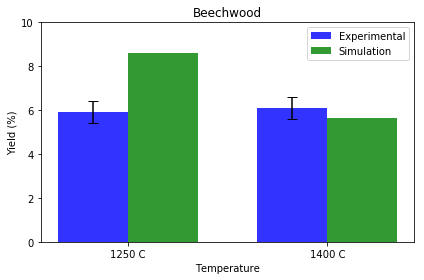 Beechwood
Experimental
Simulation
Yield (%)
10
8
6
4
2
0
1250 C
1400 C
Temperature